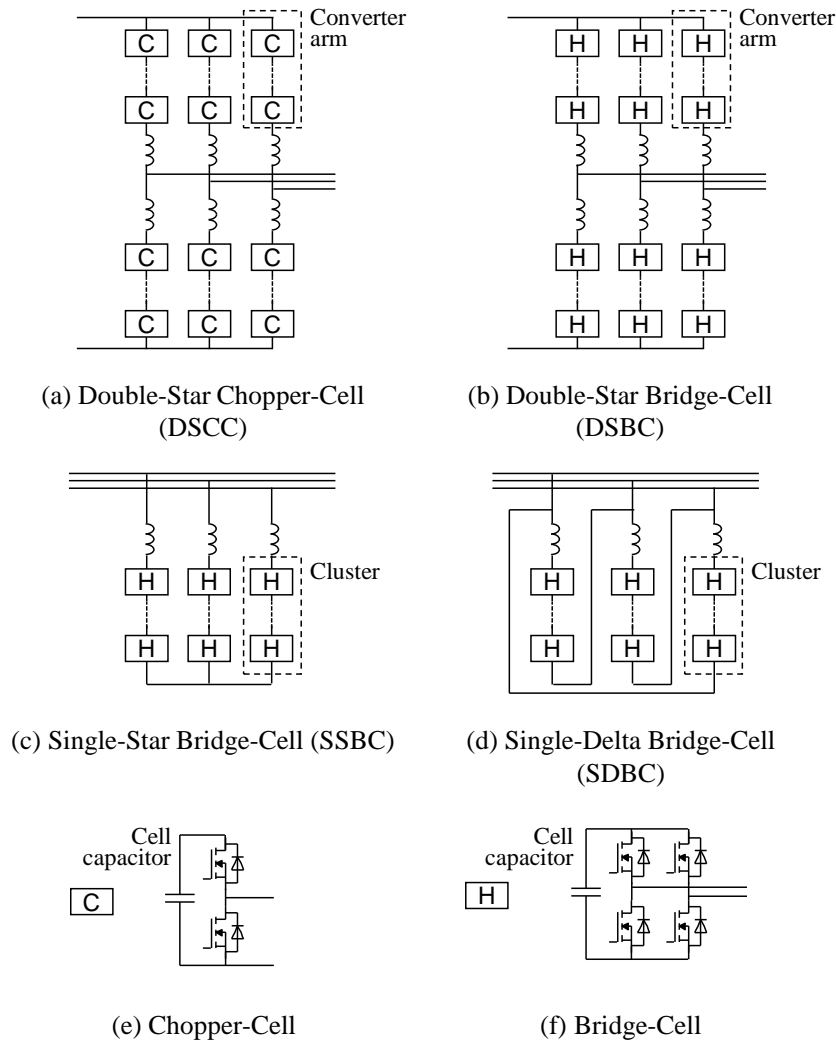 Converter
arm
C C C
C C C
C C C
C C C
(a) Double-Star Chopper-Cell
(DSCC)
Converter
arm
H H H
H H H
H H H
H H H
(b) Double-Star Bridge-Cell
(DSBC)
Cluster
H H H
H H H
(c) Single-Star Bridge-Cell (SSBC)
Cluster
H H H
H H H
(d) Single-Delta Bridge-Cell
(SDBC)
Cell
capacitor
C
(e) Chopper-Cell
Cell
capacitor
H
(f) Bridge-Cell